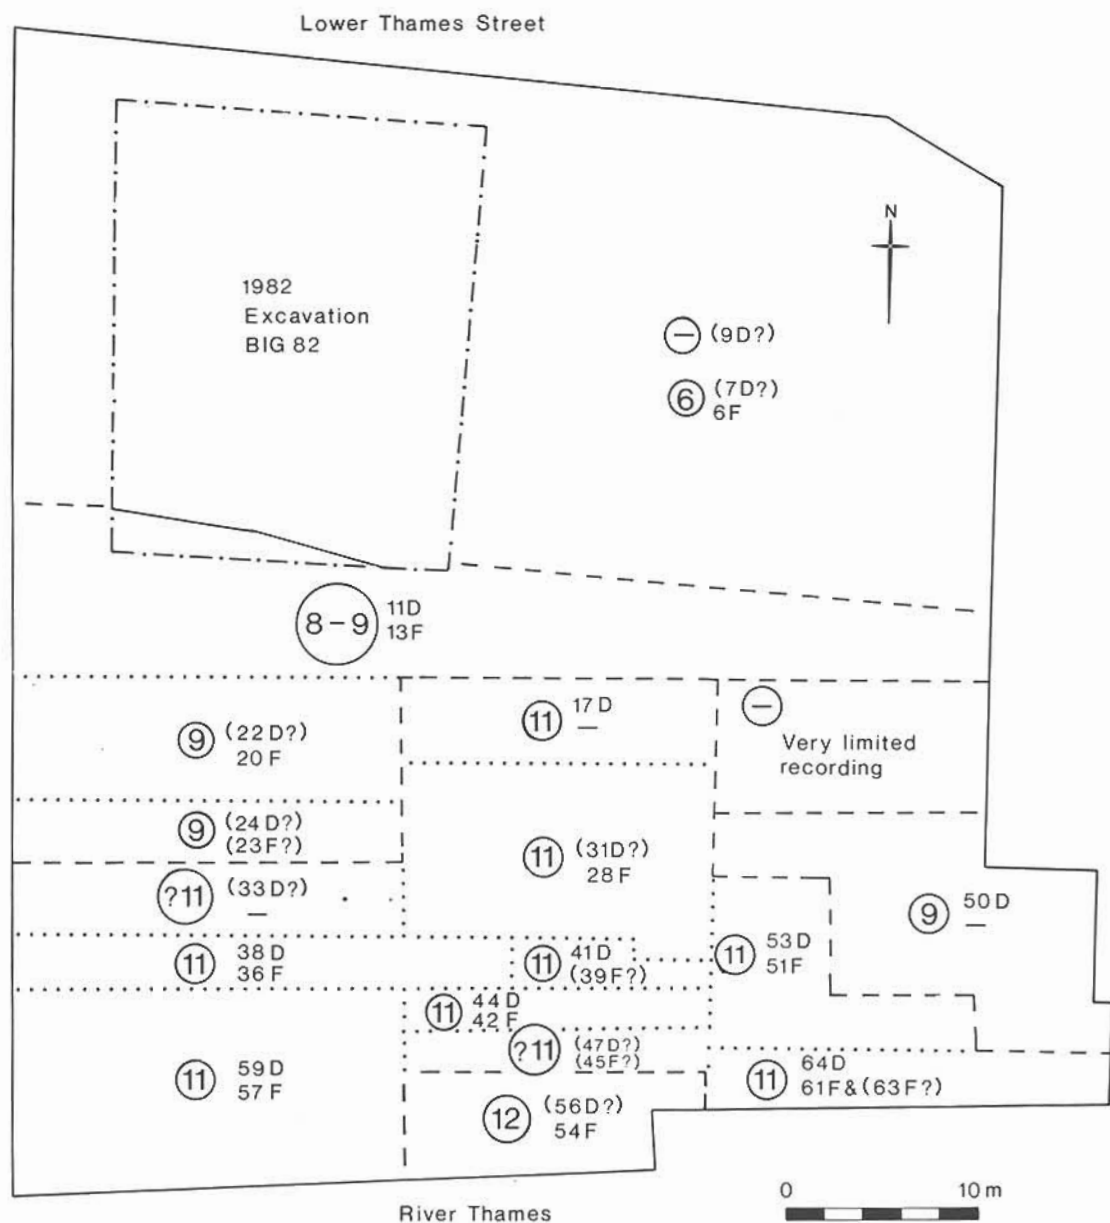 Lower Thames Street
N
1982
Excavation
BIG 82
— (9D?)
6 (7D?)
6F
8-9 11D
13F
11 17D
—
—
Very limited
recording
9 (22D?)
20F
9 (24D?)
(23F?)
11 (31D?)
28F
?11 (33D?)
—
9 50D
—
11 38D
36F
11 41D
(39F?)
11 53D
51F
11 44D
42F
?11 (47D?)
(45F?)
11 59D
57F
11 64D
61F&(63F?)
12 (56D?)
54F
0 10m
River Thames